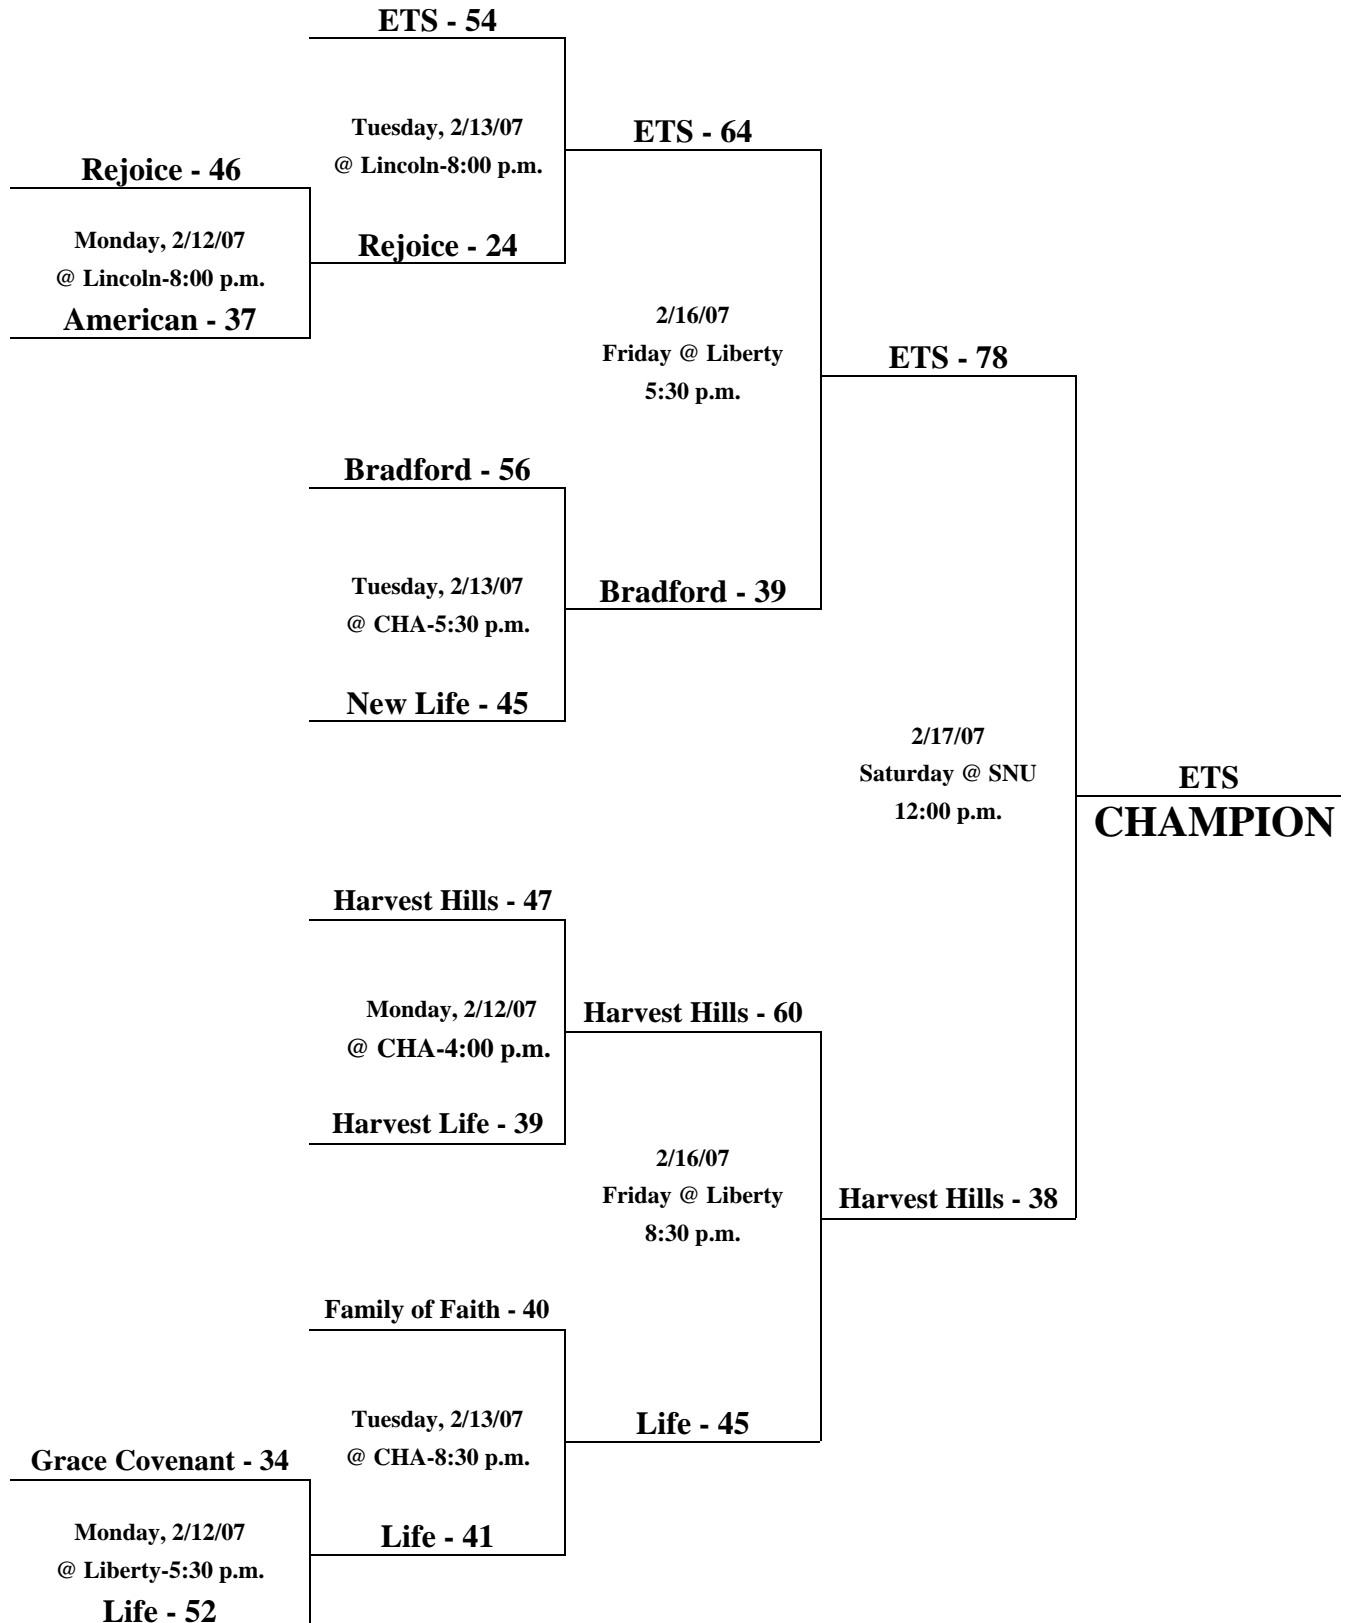 ETS - 54
Tuesday, 2/13/07
@ Lincoln-8:00 p.m.
ETS - 64
Rejoice - 46
Monday, 2/12/07
@ Lincoln-8:00 p.m.
American - 37
Rejoice - 24
2/16/07
Friday @ Liberty
5:30 p.m.
ETS - 78
Bradford - 56
Tuesday, 2/13/07
@ CHA-5:30 p.m.
Bradford - 39
New Life - 45
2/17/07
Saturday @ SNU
12:00 p.m.
ETS
CHAMPION
Harvest Hills - 47
Monday, 2/12/07
@ CHA-4:00 p.m.
Harvest Hills - 60
Harvest Life - 39
2/16/07
Friday @ Liberty
8:30 p.m.
Harvest Hills - 38
Family of Faith - 40
Tuesday, 2/13/07
@ CHA-8:30 p.m.
Life - 45
Grace Covenant - 34
Monday, 2/12/07
@ Liberty-5:30 p.m.
Life - 52
Life - 41